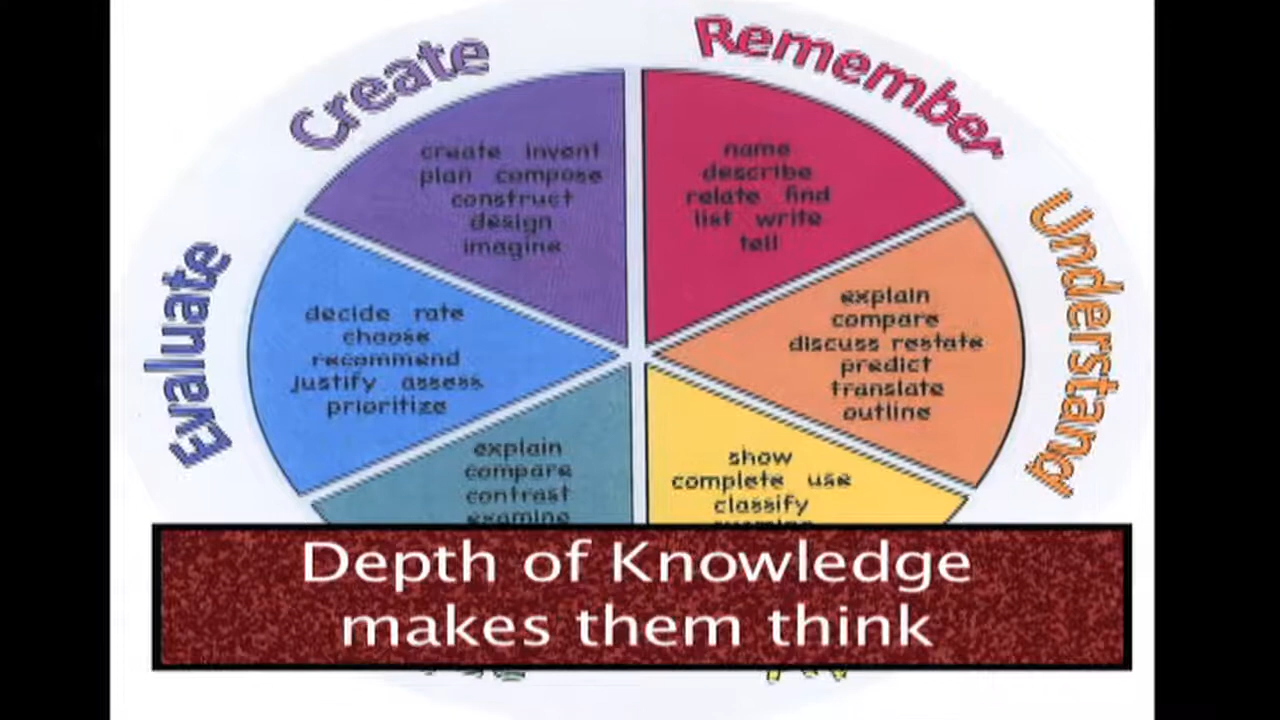 Create
Remember
create invent
plan compose
construct
design
imagine
name
describe
relate find
list write
tell
Understand
explain
compare
discuss restate
predict
translate
outline
Evaluate
decide rate
choose
recommend
justify assess
prioritize
explain
compare
contrast
examine
show
complete use
classify
Depth of Knowledge
makes them think